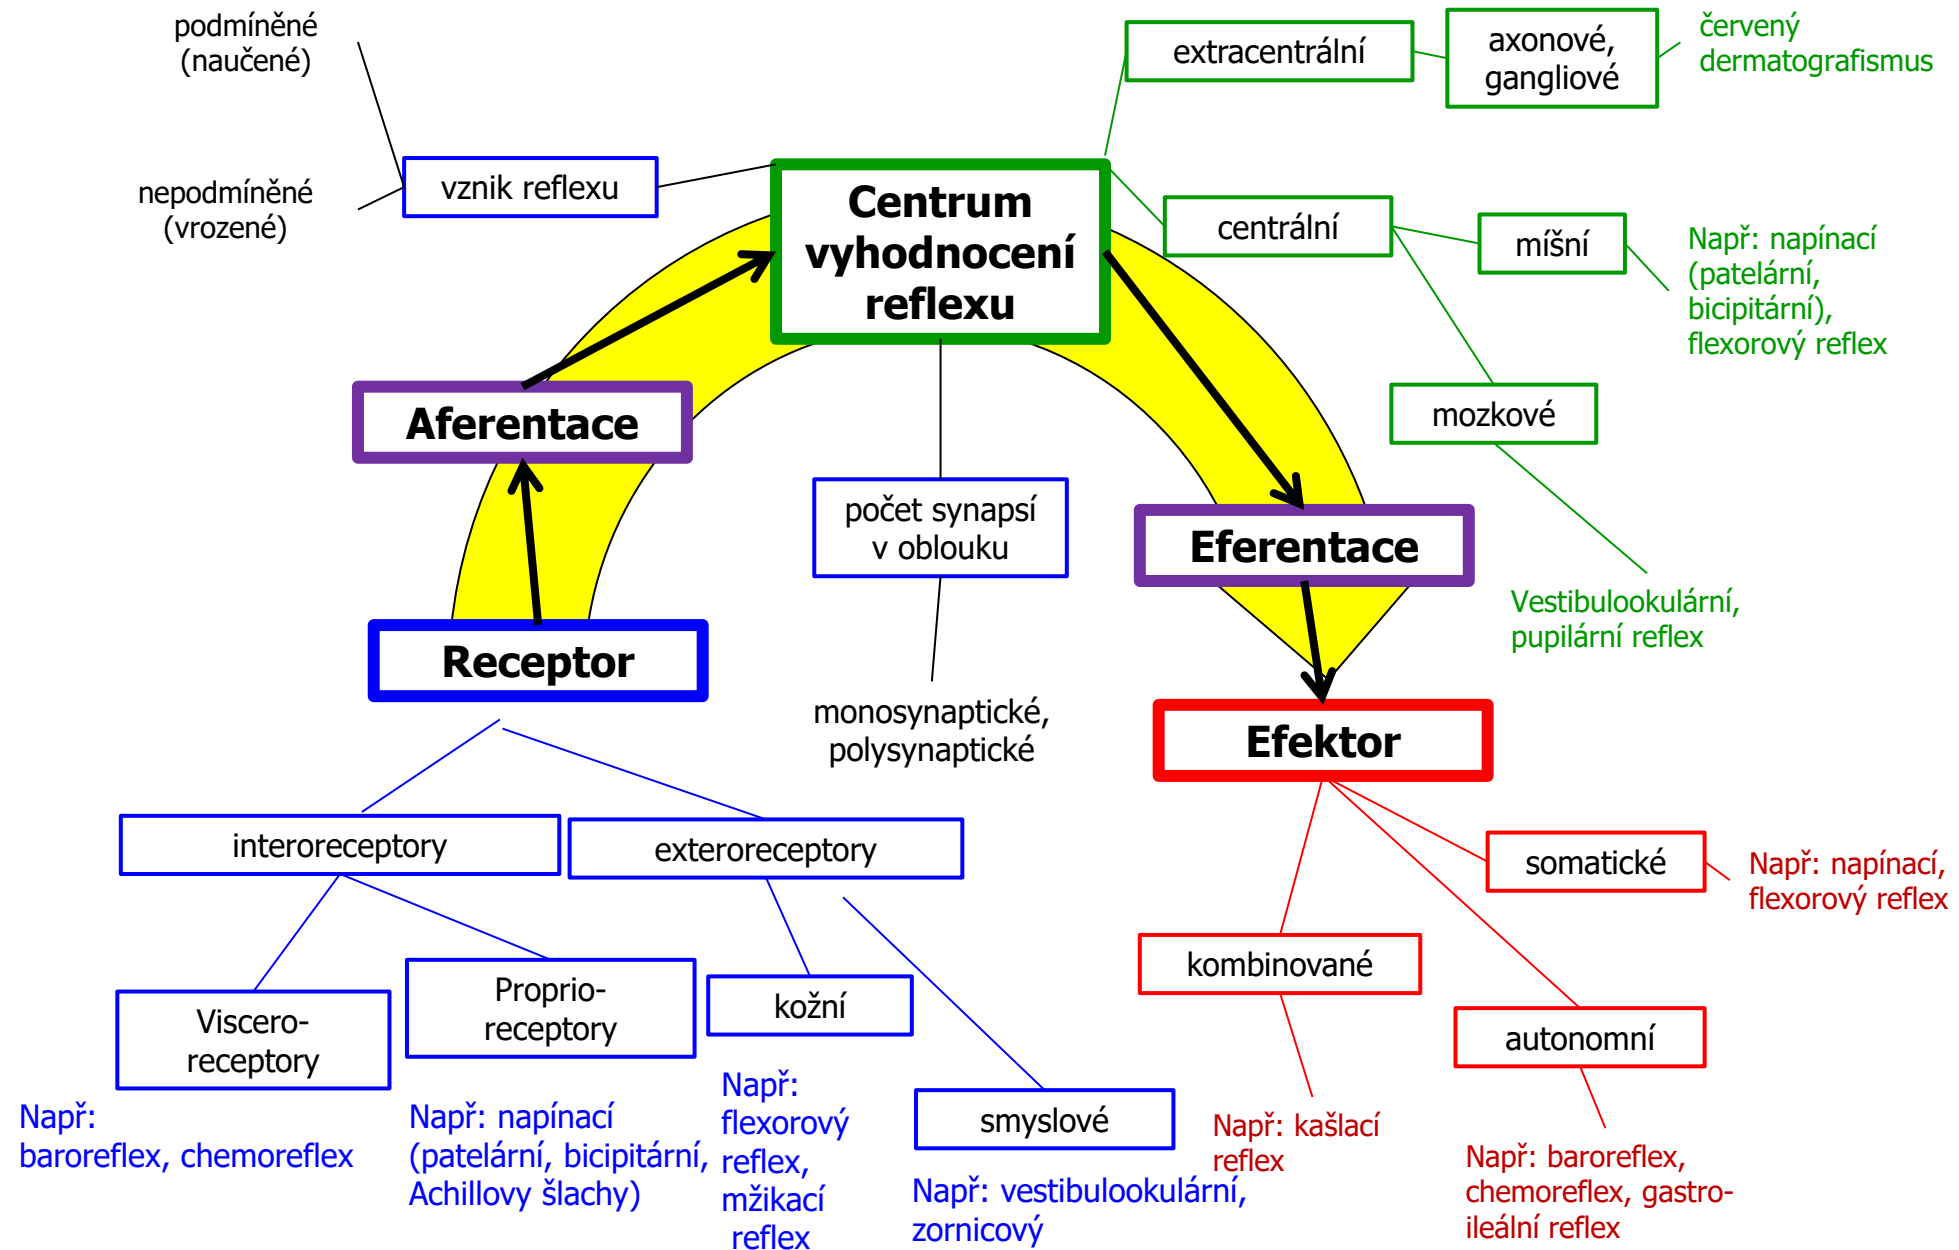 podmíněné
(naučené)
nepodmíněné
(vrozené)
vznik reflexu
Centrum
vyhodnocení
reflexu
extracentrální
axonové,
gangliové
červený
dermatografismus
centrální
míšní
Např: napínací
(patelární,
bicipitární),
flexorový reflex
mozkové
Vestibulookulární,
pupilární reflex
Aferentace
počet synapsí
v oblouku
monosynaptické,
polysynaptické
Eferentace
Receptor
Efektor
interoreceptory
exteroreceptory
Viscero-
receptory
Proprio-
receptory
kožní
smyslové
Např:
baroreflex, chemoreflex
Např: napínací
(patelární, bicipitární,
Achillovy šlachy)
Např:
flexorový
reflex,
mžikací
reflex
Např: vestibulookulární,
zornicový
somatické
Např: napínací,
flexorový reflex
kombinované
Např: kašlací
reflex
autonomní
Např: baroreflex,
chemoreflex, gastro-
ileální reflex